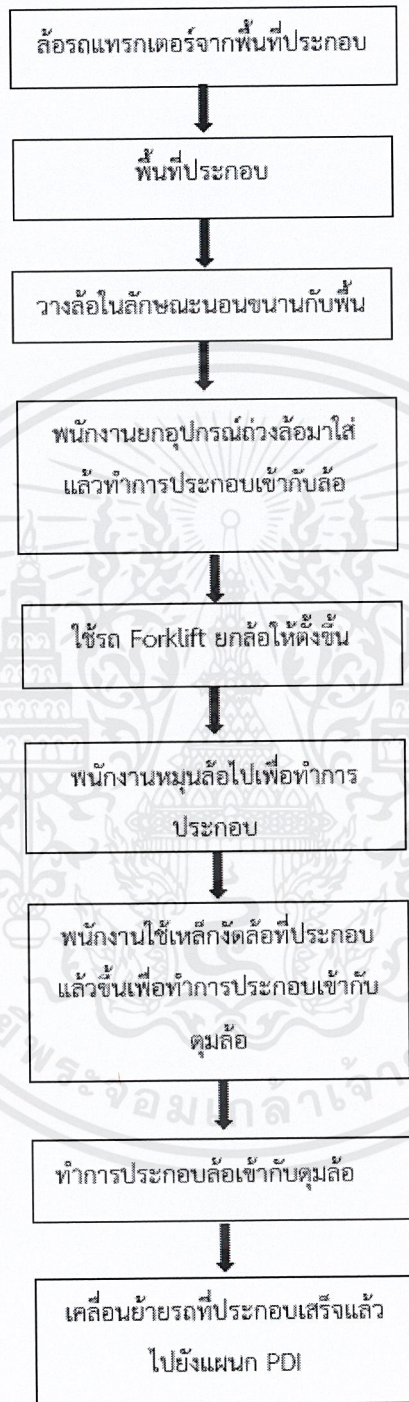 ล้อรถแทรกเตอร์จากพื้นที่ประกอบ
พื้นที่ประกอบ
วางล้อในลักษณะนอนขนานกับพื้น
พนักงานยกอุปกรณ์ถ่วงล้อมาใส่
แล้วทำการประกอบเข้ากับล้อ
ใช้รถ Forklift ยกล้อให้ตั้งขึ้น
พนักงานหมุนล้อไปเพื่อทำการ
ประกอบ
พนักงานใช้เหล็กงัดล้อที่ประกอบ
แล้วขึ้นเพื่อทำการประกอบเข้ากับ
ดุมล้อ
พระจอมเกล้าเจ้า
ทำการประกอบล้อเข้ากับดุมล้อ
เคลื่อนย้ายรถที่ประกอบเสร็จแล้ว
ไปยังแผนก PDI